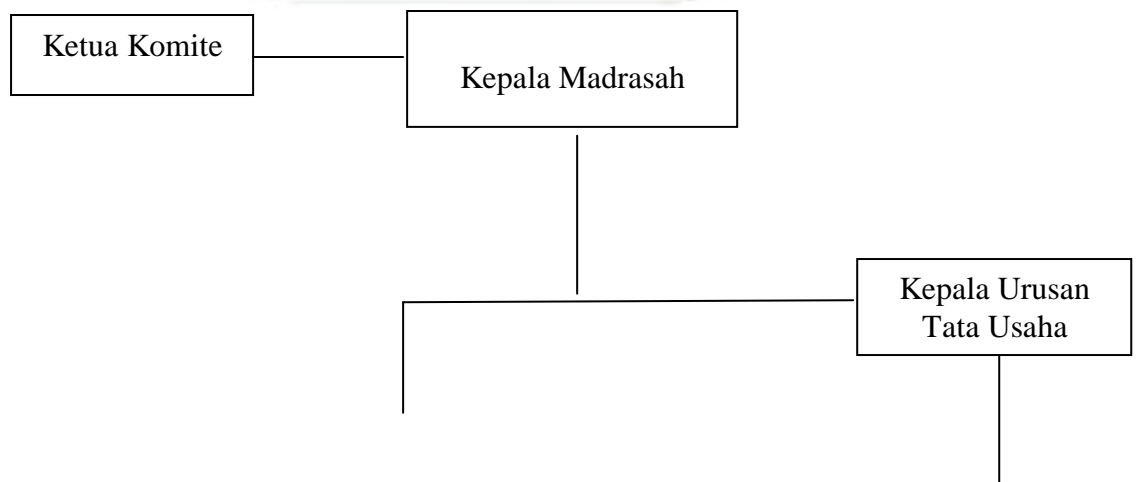 Ketua Komite
Kepala Madrasah
Kepala Urusan
Tata Usaha